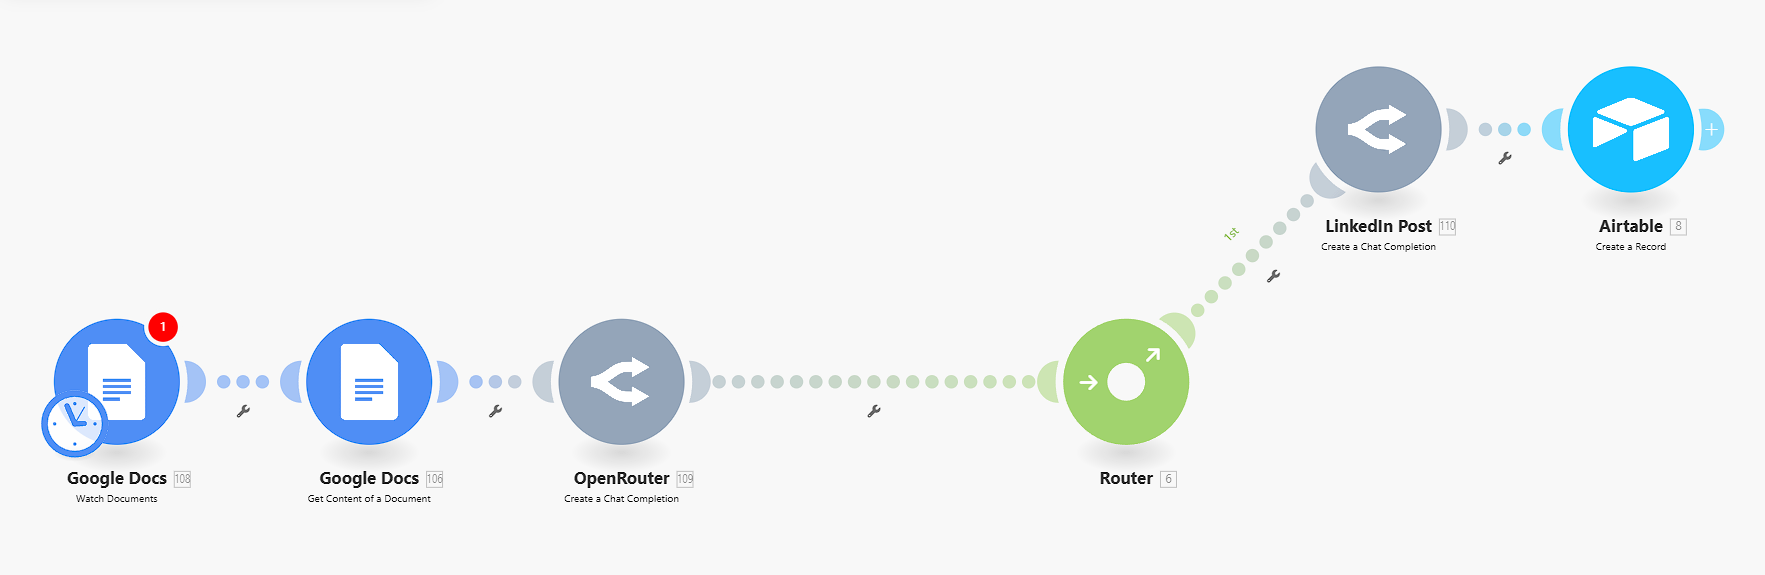 1st
LinkedIn Post 110
Create a Chat Completion
Airtable 8
Create a Record
1
Google Docs 108
Watch Documents
Google Docs 106
Get Content of a Document
OpenRouter 109
Create a Chat Completion
Router 6